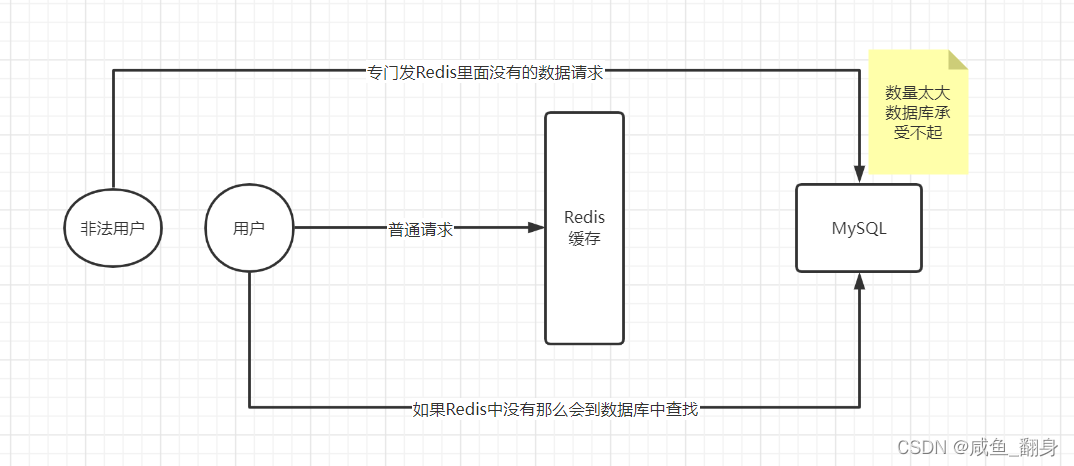 专门发Redis里面没有的数据请求
数量太大
数据库承
受不起
非法用户
用户
普通请求
Redis
缓存
MySQL
如果Redis中没有那么会到数据库中查找
CSDN @咸鱼_翻身